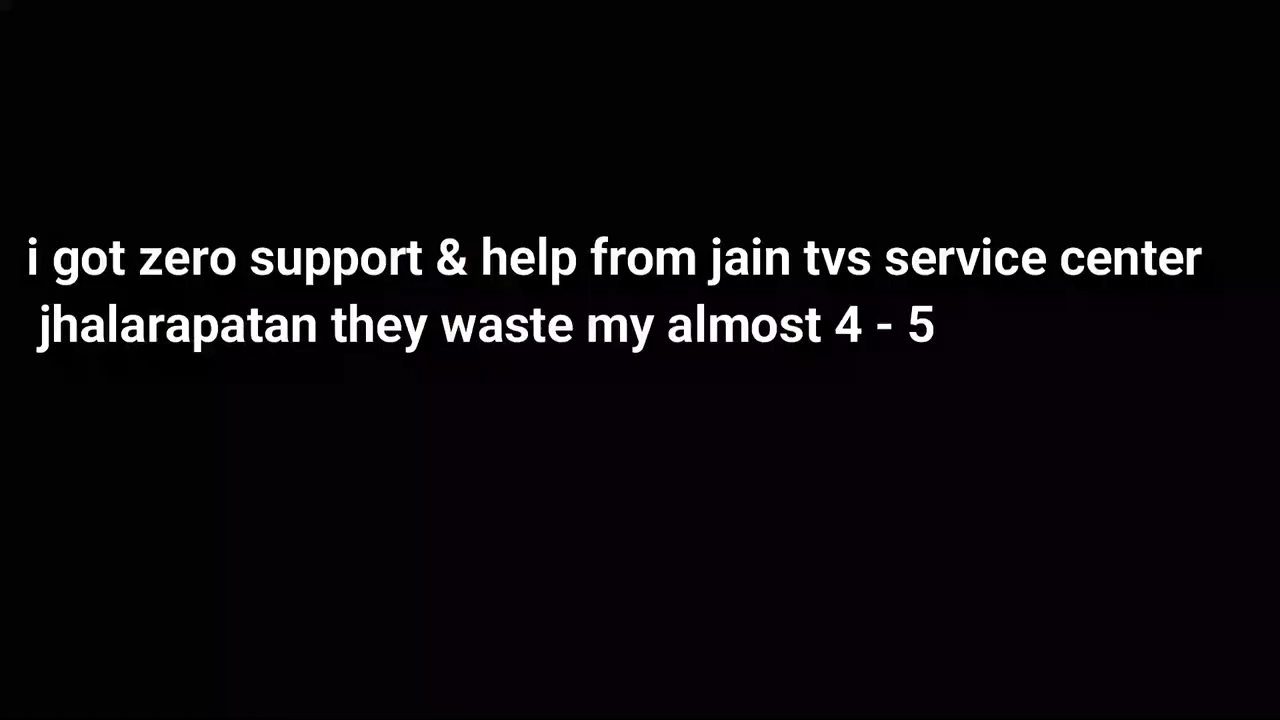 i got zero support & help from jain tvs service center
jhalarapatan they waste my almost 4 - 5